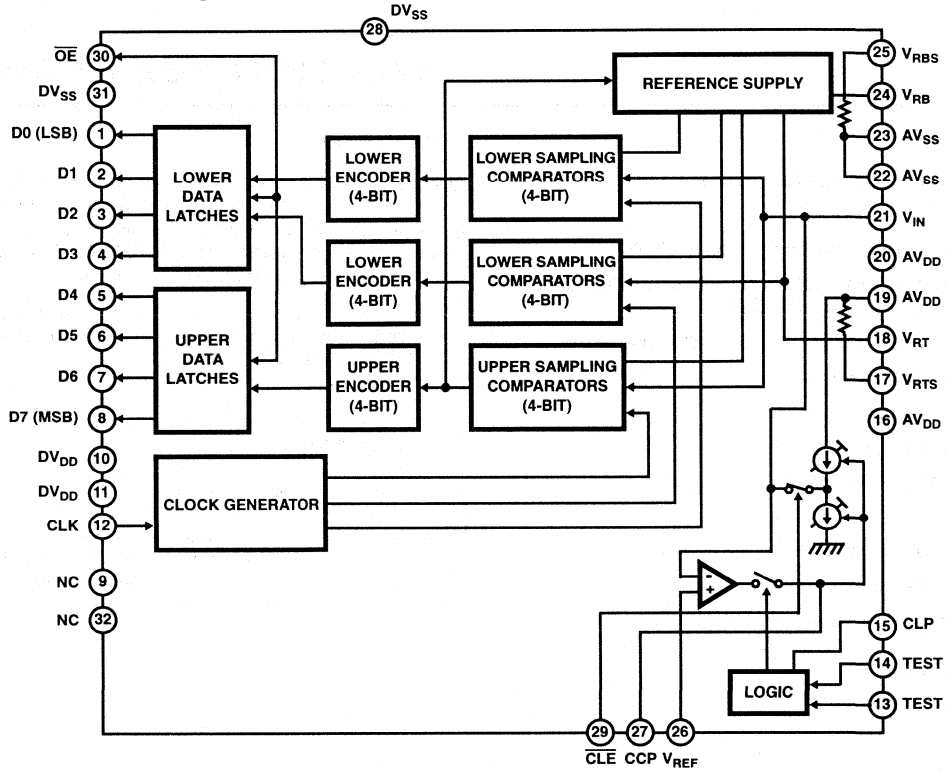 DVSS
28
OE
30
DVSS
31
D0 (LSB)
1
D1
2
D2
3
D3
4
D4
5
D5
6
D6
7
D7 (MSB)
8
DVDD
10
DVDD
11
CLK
12
NC
9
NC
32
LOWER
DATA
LATCHES
UPPER
DATA
LATCHES
CLOCK GENERATOR
LOWER
ENCODER
(4-BIT)
LOWER
ENCODER
(4-BIT)
UPPER
ENCODER
(4-BIT)
LOWER SAMPLING
COMPARATORS
(4-BIT)
LOWER SAMPLING
COMPARATORS
(4-BIT)
UPPER SAMPLING
COMPARATORS
(4-BIT)
REFERENCE SUPPLY
25
VRBS
24
VRB
23
AVSS
22
AVSS
21
VIN
20
AVDD
19
AVDD
18
VRT
17
VRTS
16
AVDD
-
+
LOGIC
15
CLP
14
TEST
13
TEST
29
27
26
CLE
CCP
VREF